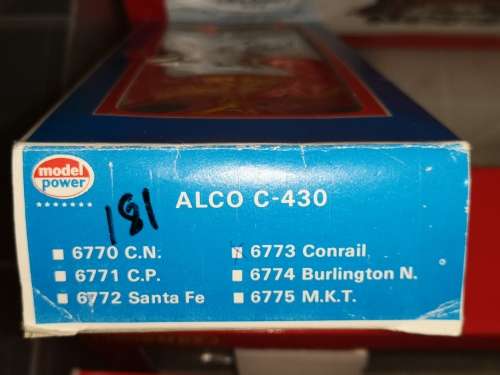 model
power
ALCO C-430
181
6770 C.N.
6771 C.P.
6772 Santa Fe
6773 Conrail
6774 Burlington N.
6775 M.K.T.